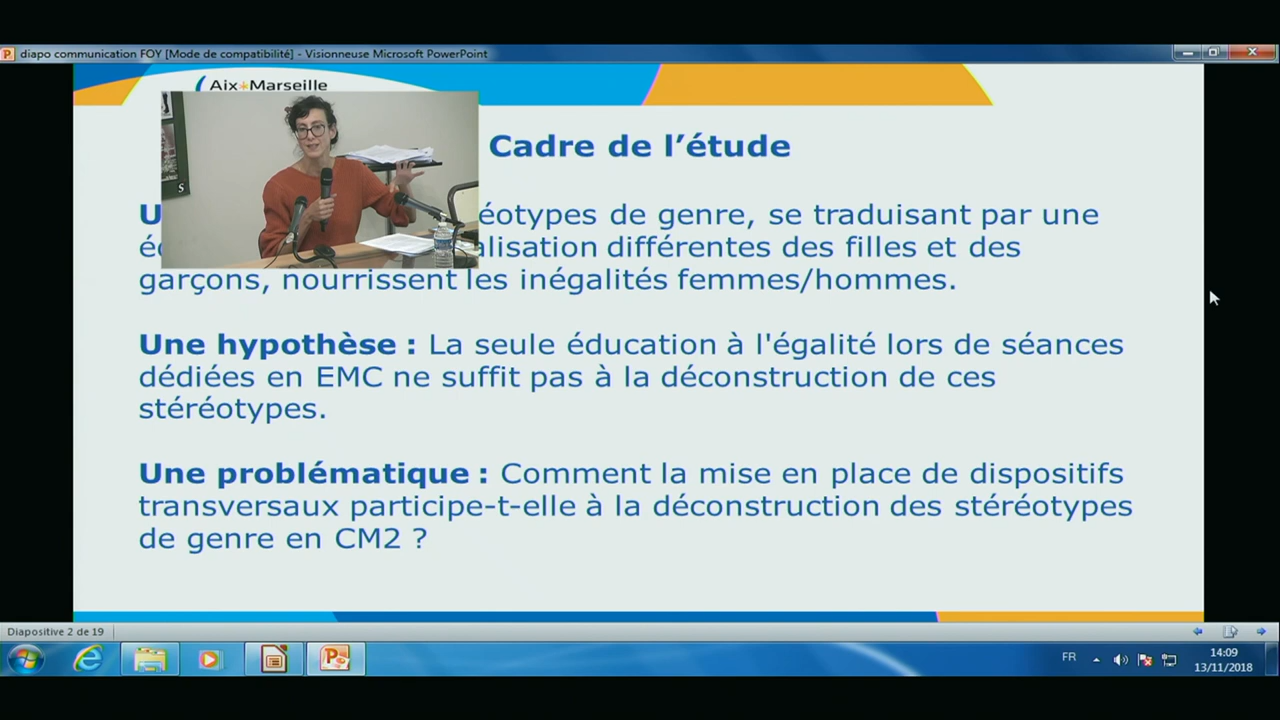 diapo communication FOY [Mode de compatibilité] - Visionneuse Microsoft PowerPoint
Aix*Marseille
Cadre de l'étude
éotypes de genre, se traduisant par une
alisation différentes des filles et des
garçons, nourrissent les inégalités femmes/hommes.
Une hypothèse : La seule éducation à l'égalité lors de séances
dédiées en EMC ne suffit pas à la déconstruction de ces
stéréotypes.
Une problématique : Comment la mise en place de dispositifs
transversaux participe-t-elle à la déconstruction des stéréotypes
de genre en CM2 ?
Diapositive 2 de 19
FR
14:09
13/11/2018